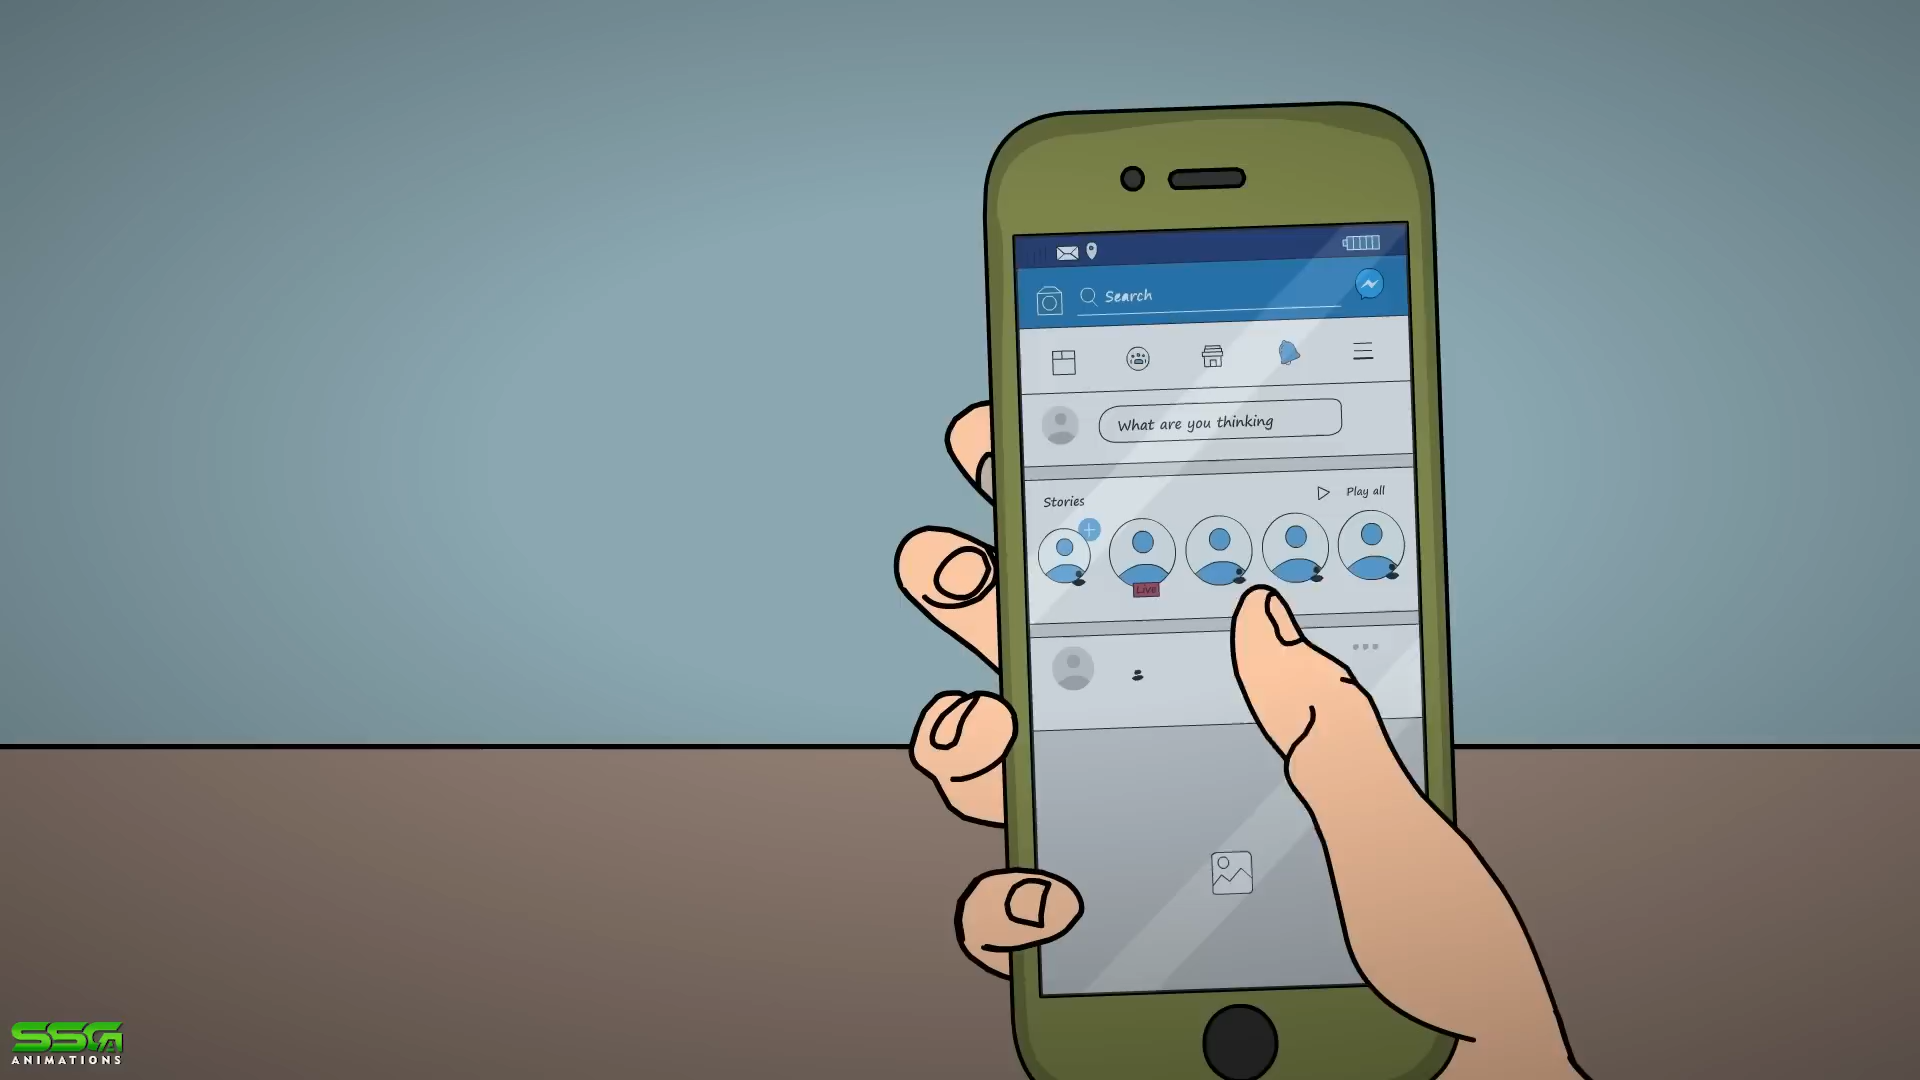 Search
What are you thinking
Stories
Play all
LIVE
SSG
ANIMATIONS